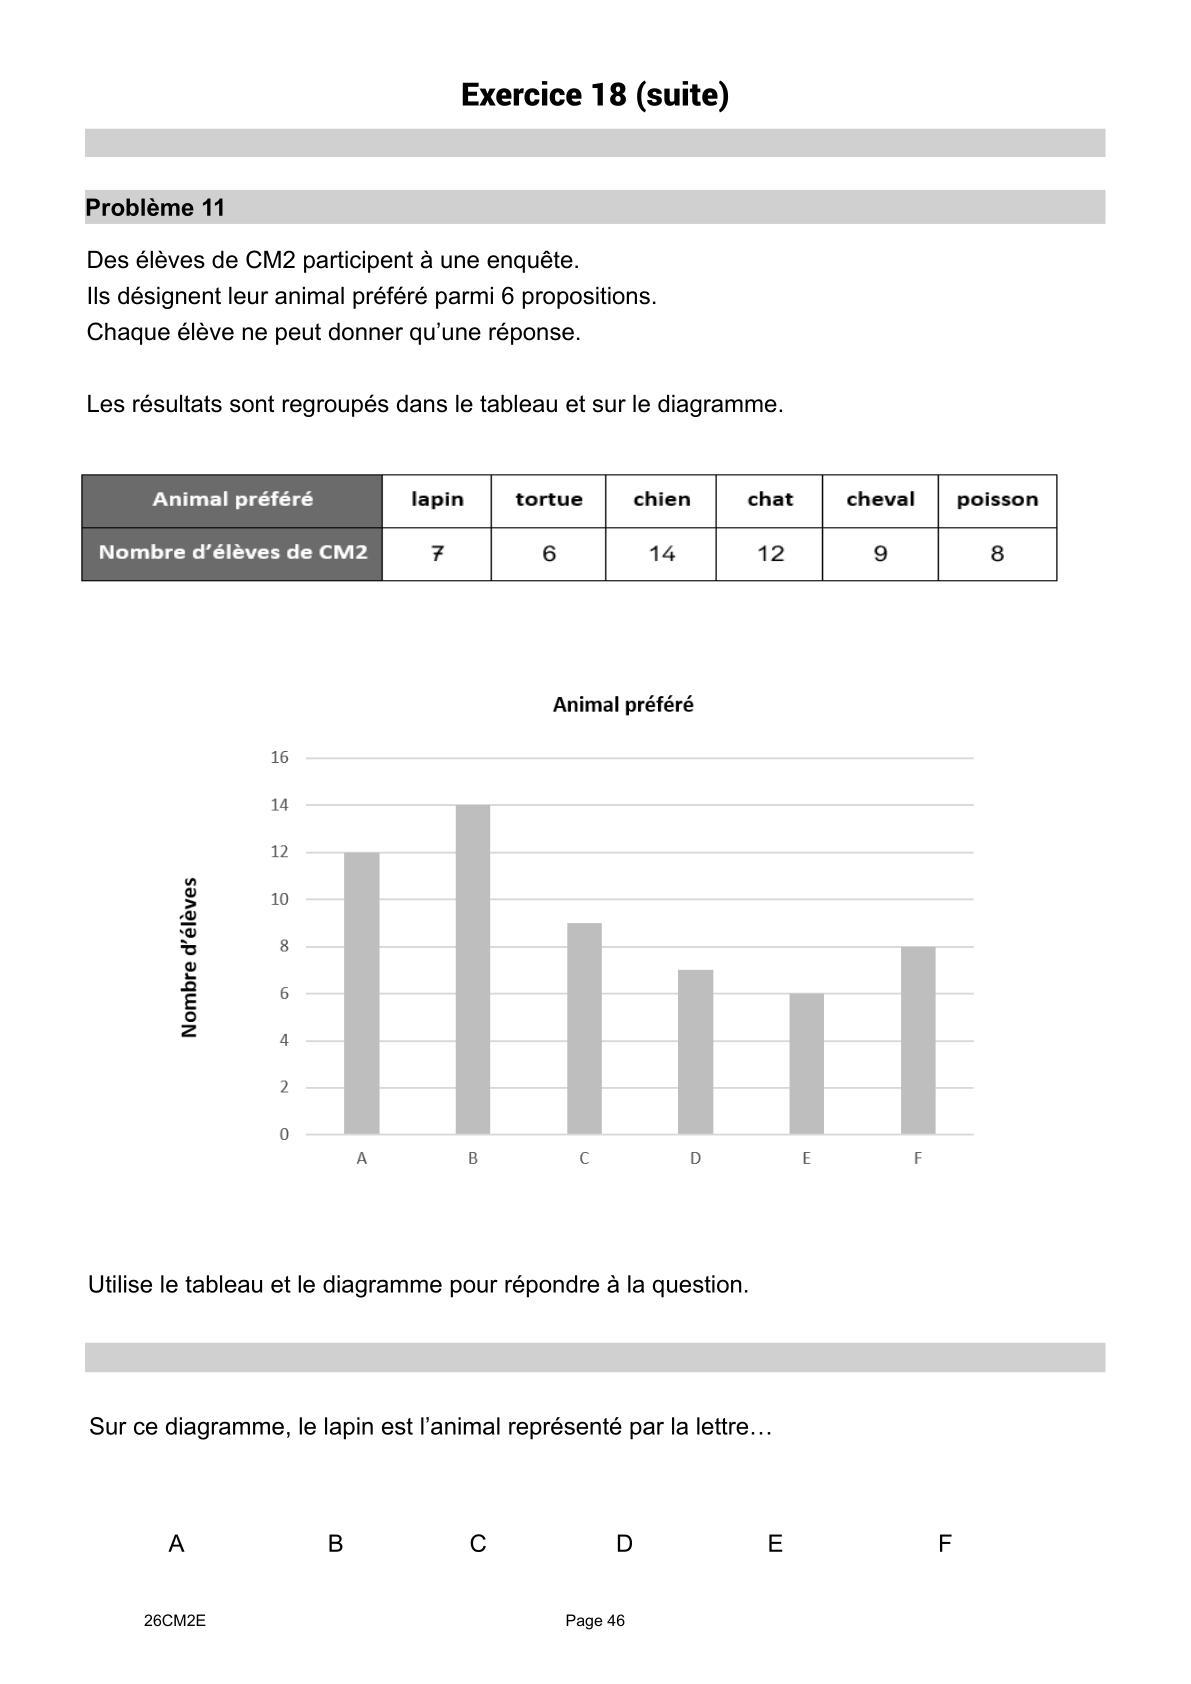 Exercice 18 (suite)
Problème 11
Des élèves de CM2 participent à une enquête.
Ils désignent leur animal préféré parmi 6 propositions.
Chaque élève ne peut donner qu’une réponse.
Les résultats sont regroupés dans le tableau et sur le diagramme.
Animal préféré lapin tortue chien chat cheval poisson
Nombre d’élèves de CM2 7 6 14 12 9 8
Animal préféré
Nombre d’élèves
16
14
12
10
8
6
4
2
0
A B C D E F
Utilise le tableau et le diagramme pour répondre à la question.
Sur ce diagramme, le lapin est l’animal représenté par la lettre…
A B C D E F
26CM2E Page 46